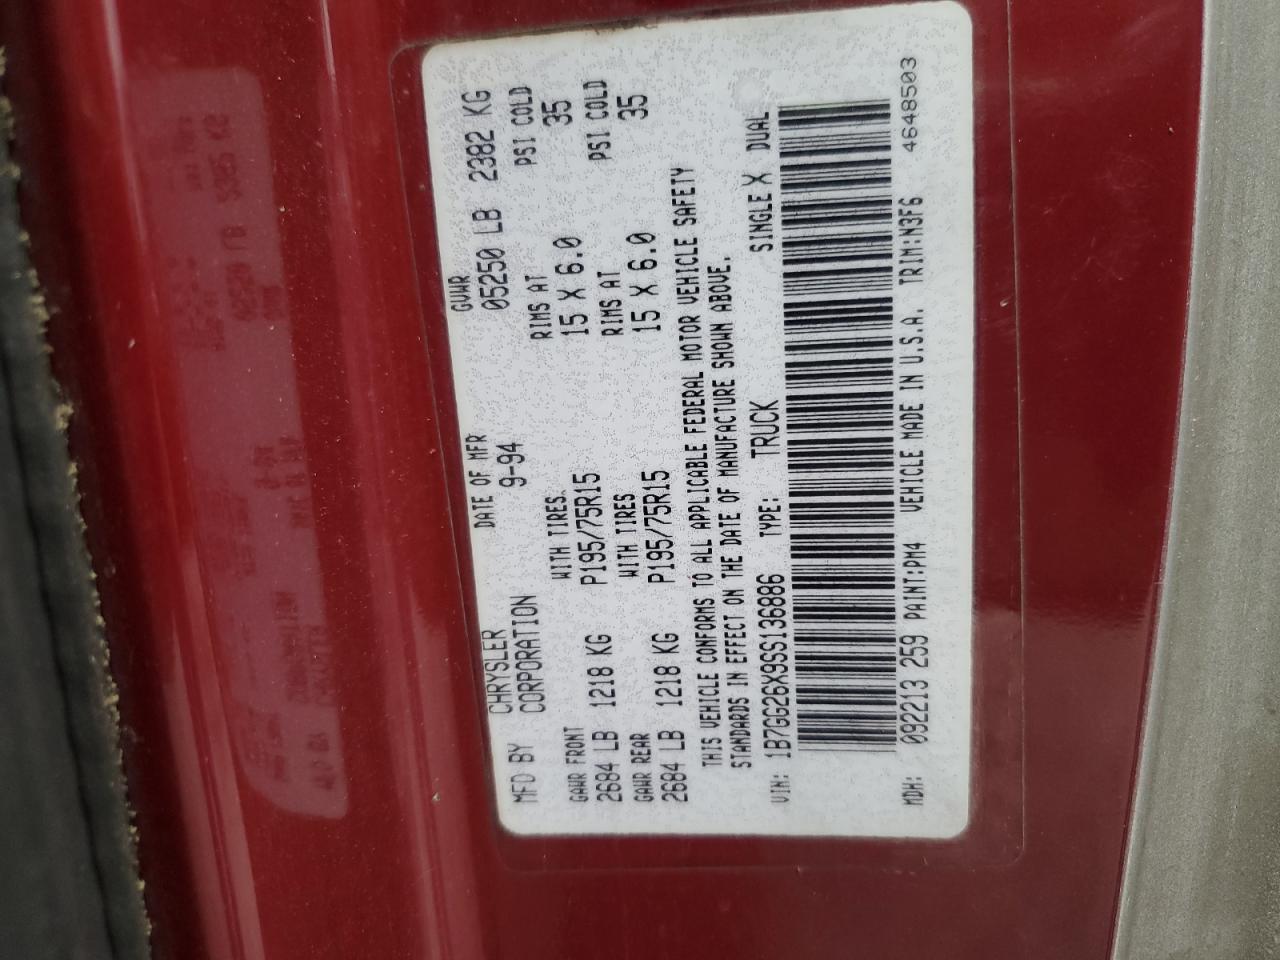 MFD BY CHRYSLER CORPORATION DATE OF MFR 9-94 GVWR 05250 LB 2382 KG
GAWR FRONT WITH TIRES RIMS AT PSI COLD
2684 LB 1218 KG P195/75R15 15 X 6.0 35
GAWR REAR WITH TIRES RIMS AT PSI COLD
2684 LB 1218 KG P195/75R15 15 X 6.0 35
THIS VEHICLE CONFORMS TO ALL APPLICABLE FEDERAL MOTOR VEHICLE SAFETY
STANDARDS IN EFFECT ON THE DATE OF MANUFACTURE SHOWN ABOVE.
VIN: 1B7GG26X9SS136886 TYPE: TRUCK SINGLE X DUAL
MDH: 092213 259 PAINT:PM4 VEHICLE MADE IN U.S.A. TRIM:N3F6
4648503